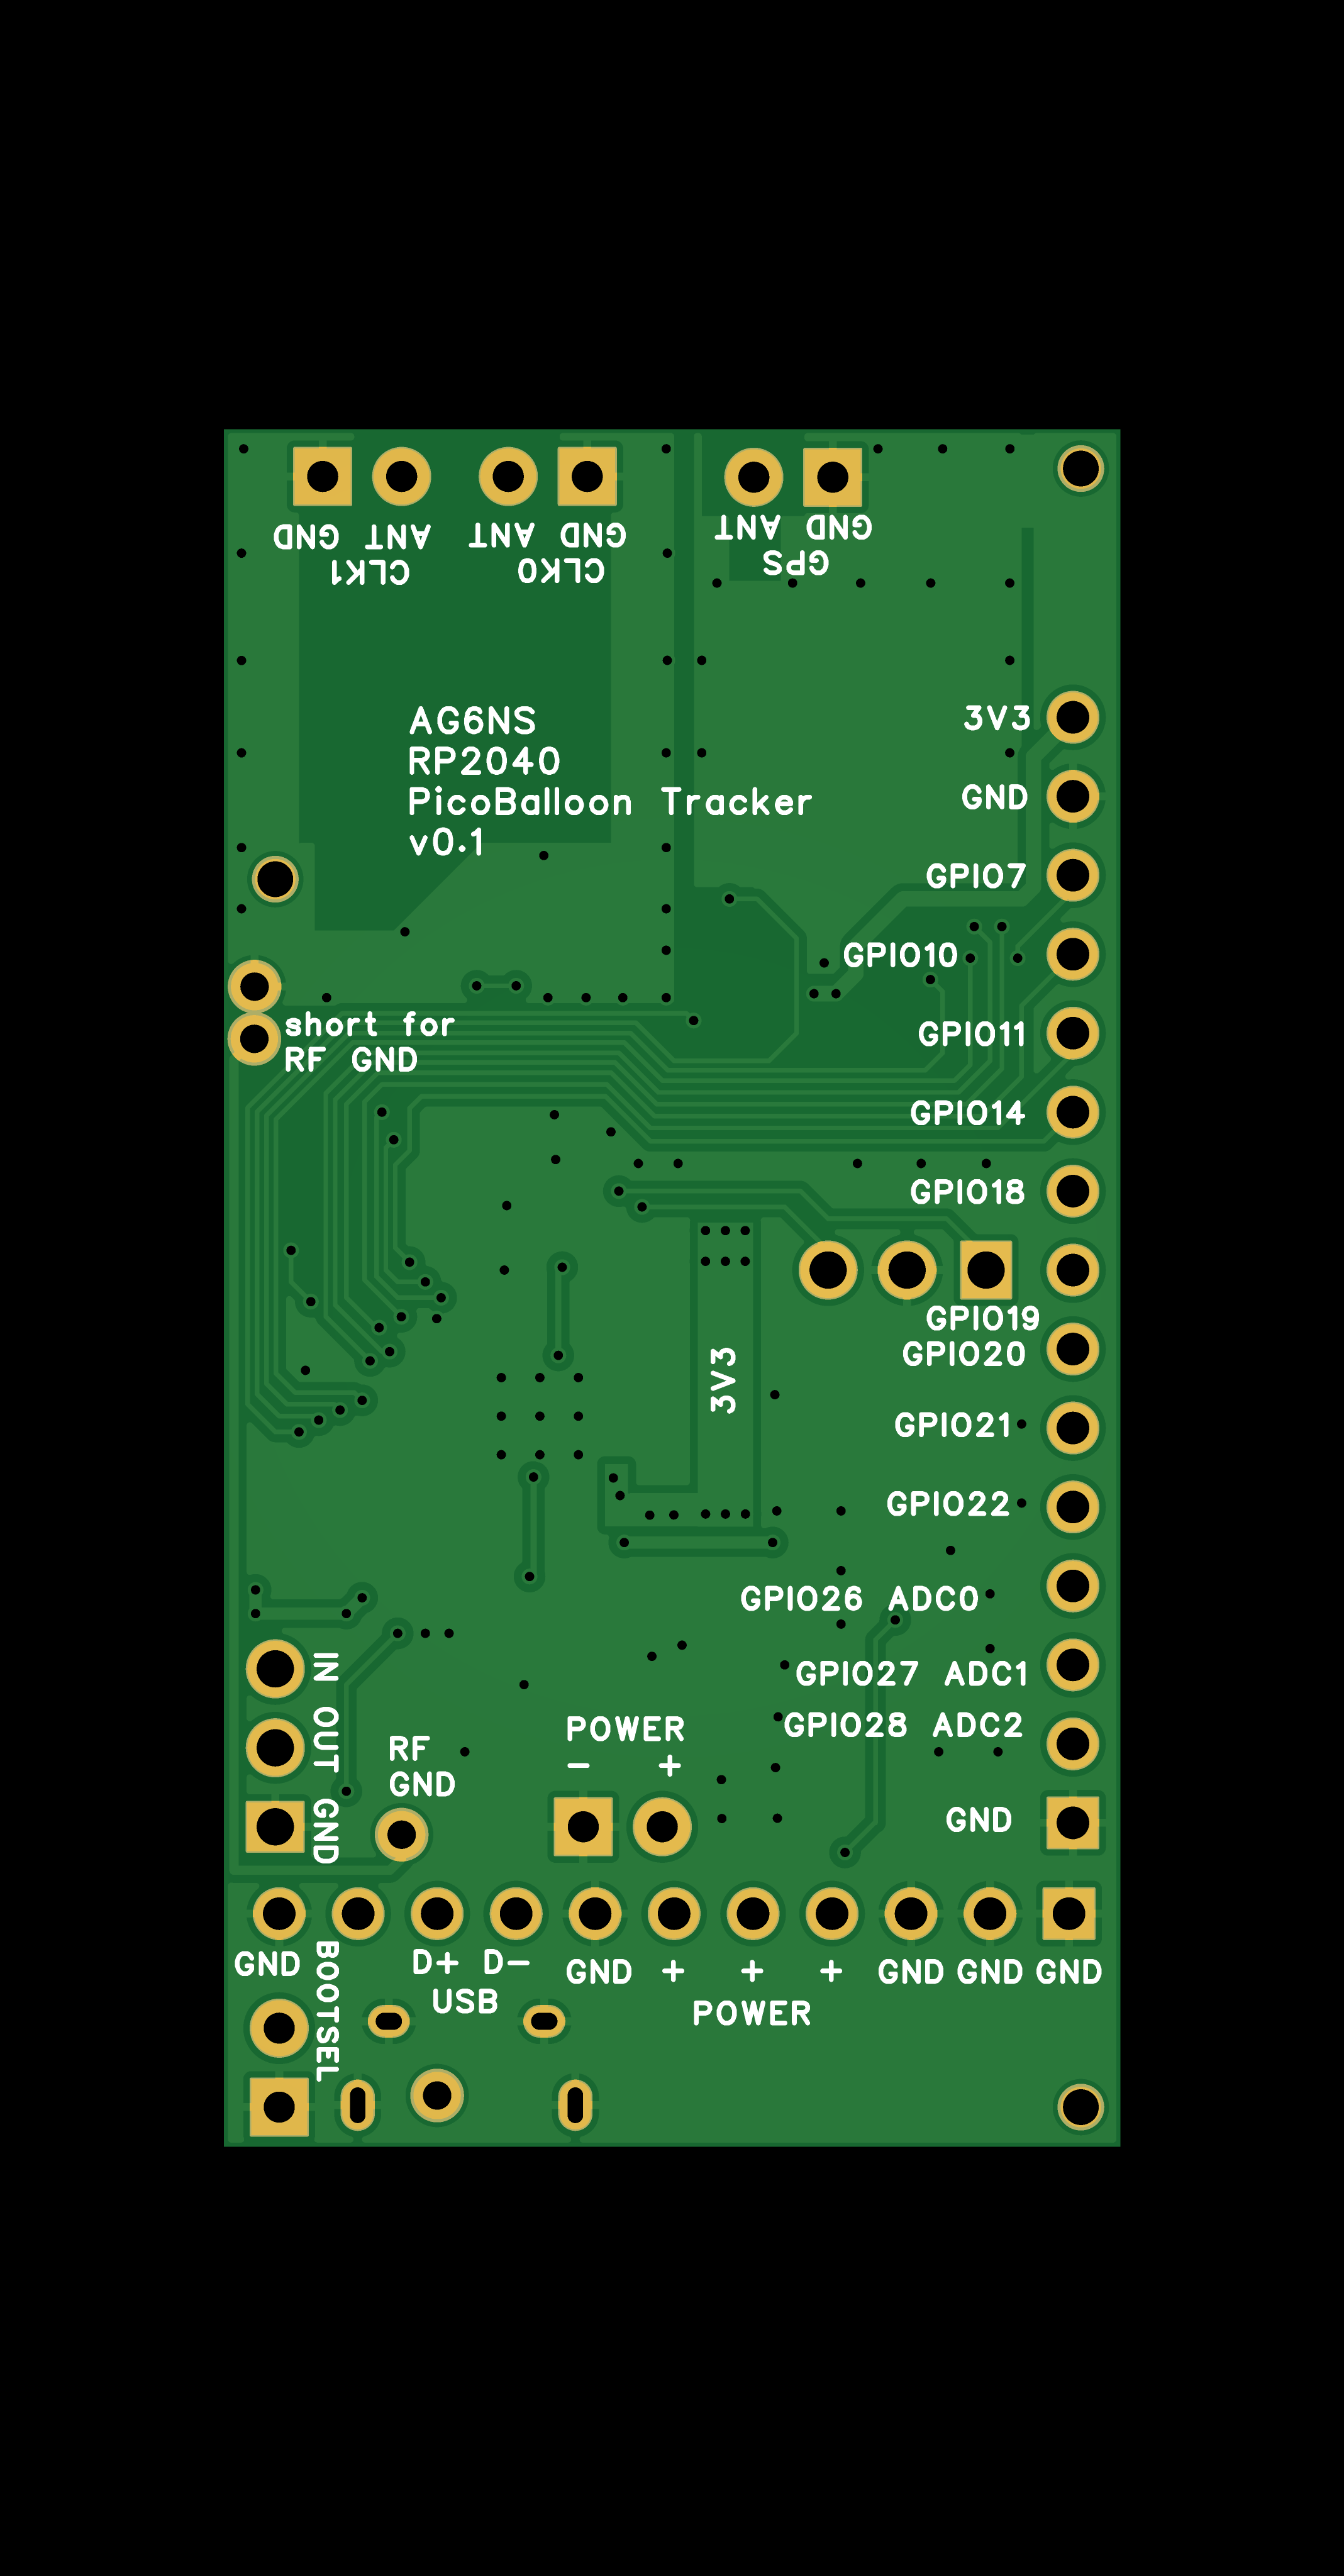 GND ANT ANT GND
CLK1 CLK0
ANT GND
GPS
AG6NS
RP2040
PicoBalloon Tracker
v0.1
3V3
GND
GPIO7
GPIO10
short for
RF GND
GPIO11
GPIO14
GPIO18
GPIO19
GPIO20
3V3
GPIO21
GPIO22
GPIO26 ADC0
GPIO27 ADC1
GPIO28 ADC2
GND
IN OUT GND
RF
GND
POWER
- +
GND
BOOTSEL
D+ D-
USB
GND + + + GND GND GND
POWER